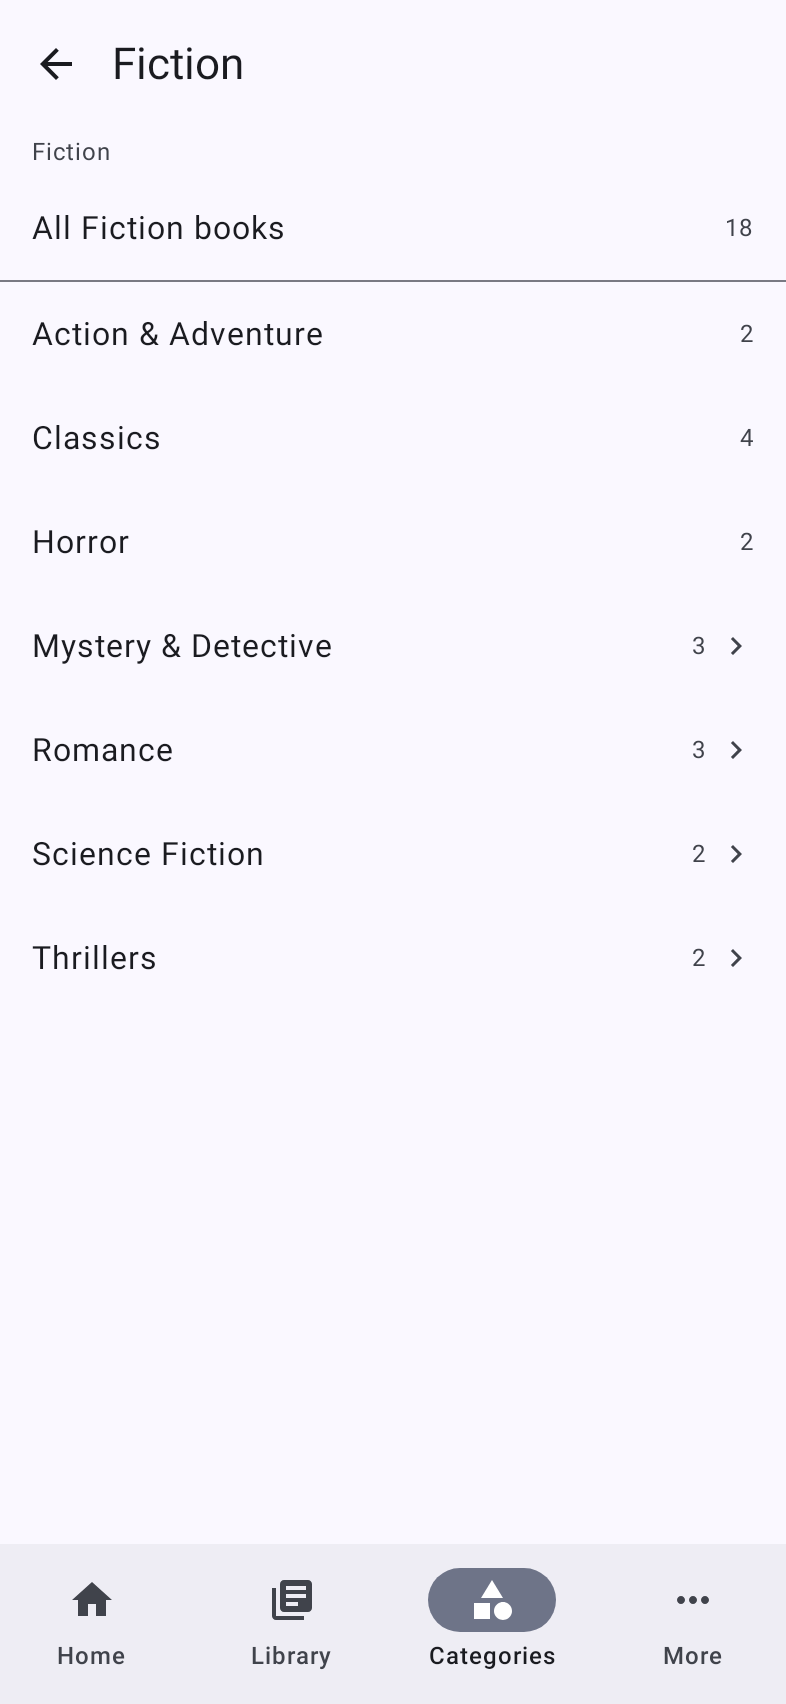 Fiction
Fiction
All Fiction books 18
Action & Adventure 2
Classics 4
Horror 2
Mystery & Detective 3
Romance 3
Science Fiction 2
Thrillers 2
Home Library Categories More